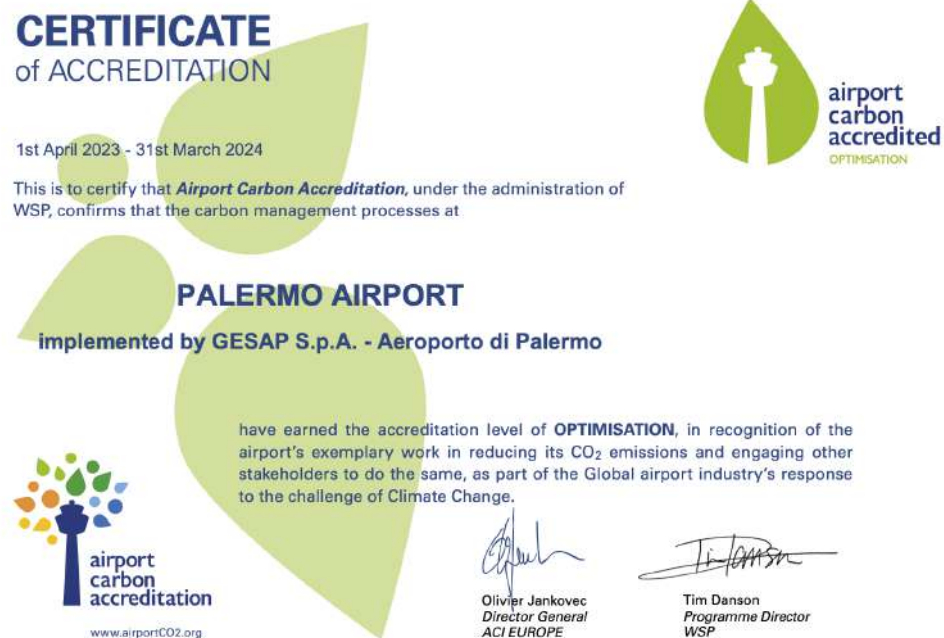 CERTIFICATE
of ACCREDITATION
airport
carbon
accredited
OPTIMISATION
1st April 2023 - 31st March 2024
This is to certify that Airport Carbon Accreditation, under the administration of
WSP, confirms that the carbon management processes at
PALERMO AIRPORT
implemented by GESAP S.p.A. - Aeroporto di Palermo
have earned the accreditation level of OPTIMISATION, in recognition of the
airport's exemplary work in reducing its CO2 emissions and engaging other
stakeholders to do the same, as part of the Global airport industry's response
to the challenge of Climate Change.
airport
carbon
accreditation
www.airportCO2.org
Olivier Jankovec
Director General
ACI EUROPE
Tim Danson
Programme Director
WSP